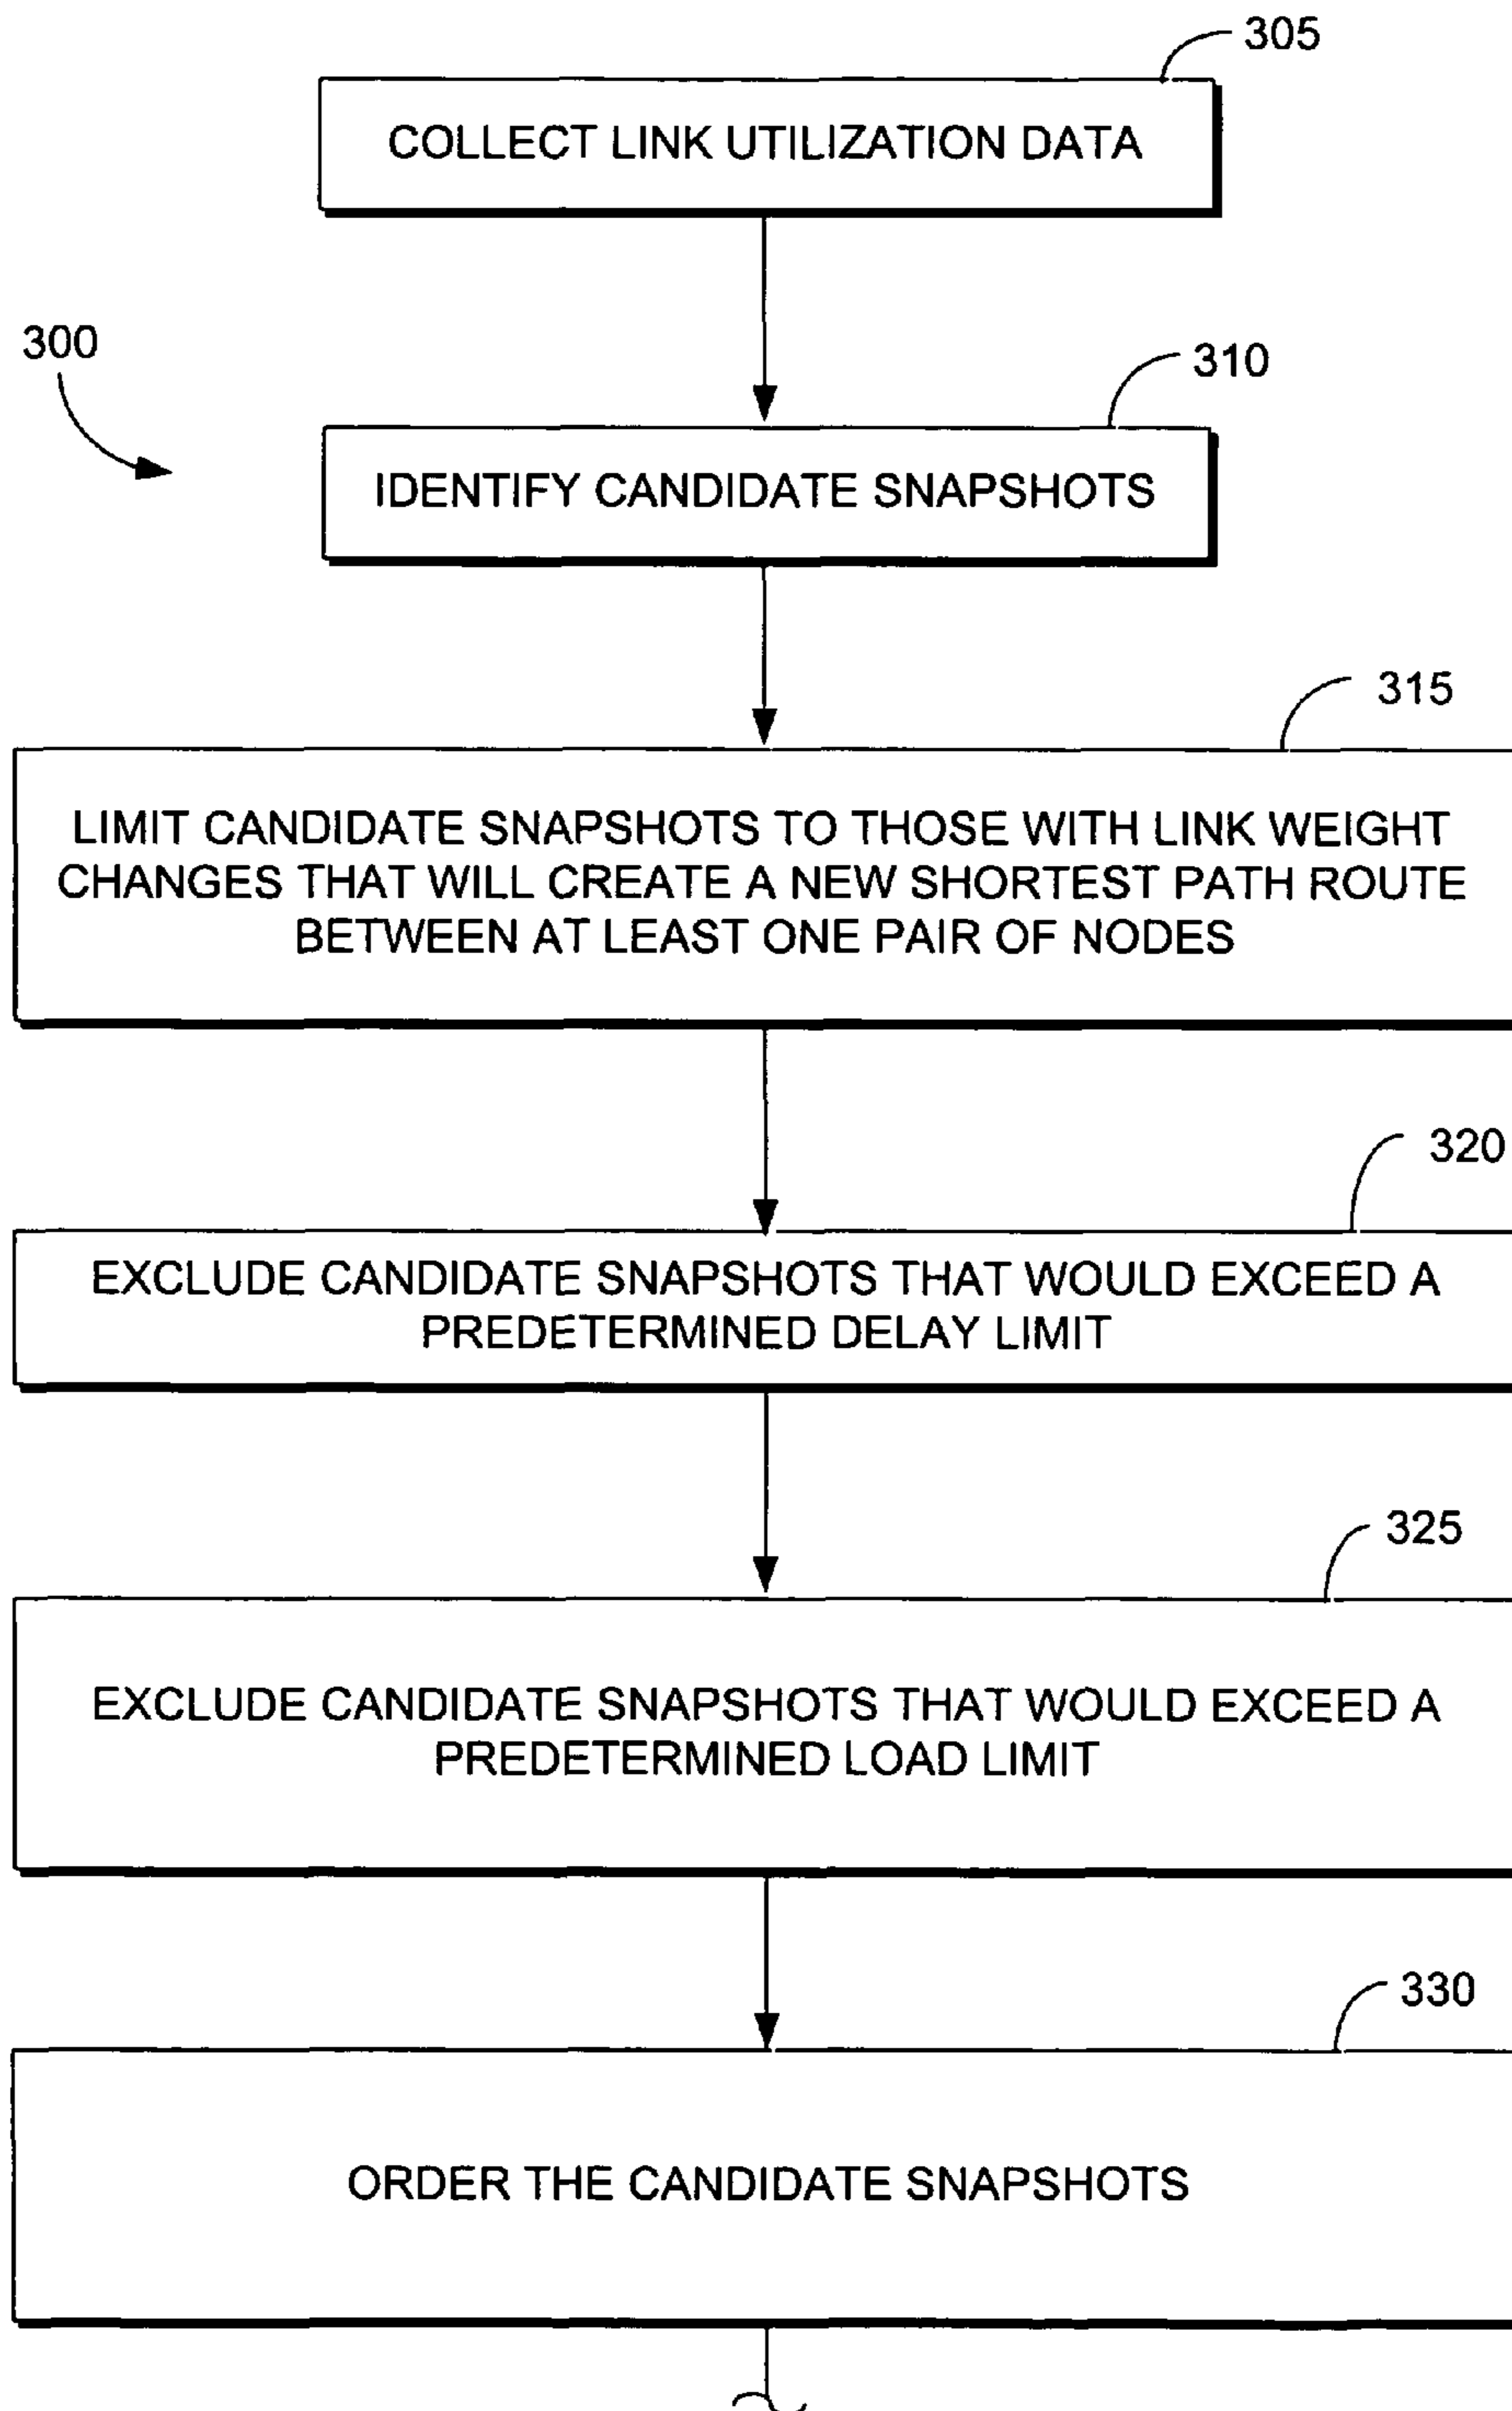 305
COLLECT LINK UTILIZATION DATA
300
310
IDENTIFY CANDIDATE SNAPSHOTS
315
LIMIT CANDIDATE SNAPSHOTS TO THOSE WITH LINK WEIGHT
CHANGES THAT WILL CREATE A NEW SHORTEST PATH ROUTE
BETWEEN AT LEAST ONE PAIR OF NODES
320
EXCLUDE CANDIDATE SNAPSHOTS THAT WOULD EXCEED A
PREDETERMINED DELAY LIMIT
325
EXCLUDE CANDIDATE SNAPSHOTS THAT WOULD EXCEED A
PREDETERMINED LOAD LIMIT
330
ORDER THE CANDIDATE SNAPSHOTS